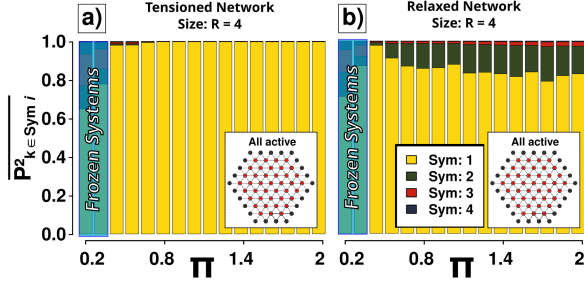 a)
Tensioned Network
Size: R = 4
b)
Relaxed Network
Size: R = 4
1.0
0.8
0.6
0.4
0.2
0.0
P²k ∈ Sym i
Frozen Systems
All active
Frozen Systems
All active
Sym: 1
Sym: 2
Sym: 3
Sym: 4
0.2
Π
1.4
2
0.2
0.8
Π
1.4
2